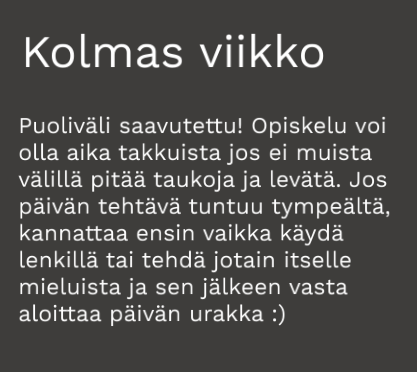 Kolmas viikko
Puoliväli saavutettu! Opiskelu voi
olla aika takkuista jos ei muista
välillä pitää taukoja ja levätä. Jos
päivän tehtävä tuntuu tympeältä,
kannattaa ensin vaikka käydä
lenkillä tai tehdä jotain itselle
mieluista ja sen jälkeen vasta
aloittaa päivän urakka :)